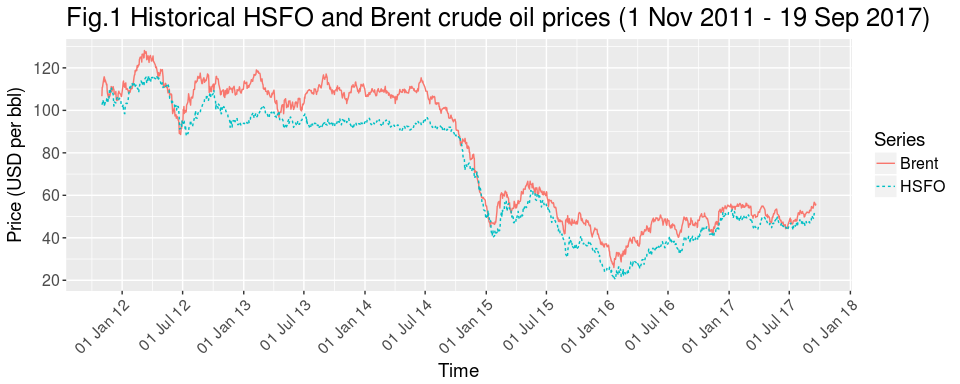 Fig.1 Historical HSFO and Brent crude oil prices (1 Nov 2011 - 19 Sep 2017)
Price (USD per bbl)
120
100
80
60
40
20
01 Jan 12
01 Jul 12
01 Jan 13
01 Jul 13
01 Jan 14
01 Jul 14
01 Jan 15
01 Jul 15
01 Jan 16
01 Jul 16
01 Jan 17
01 Jul 17
01 Jan 18
Time
Series
Brent
HSFO